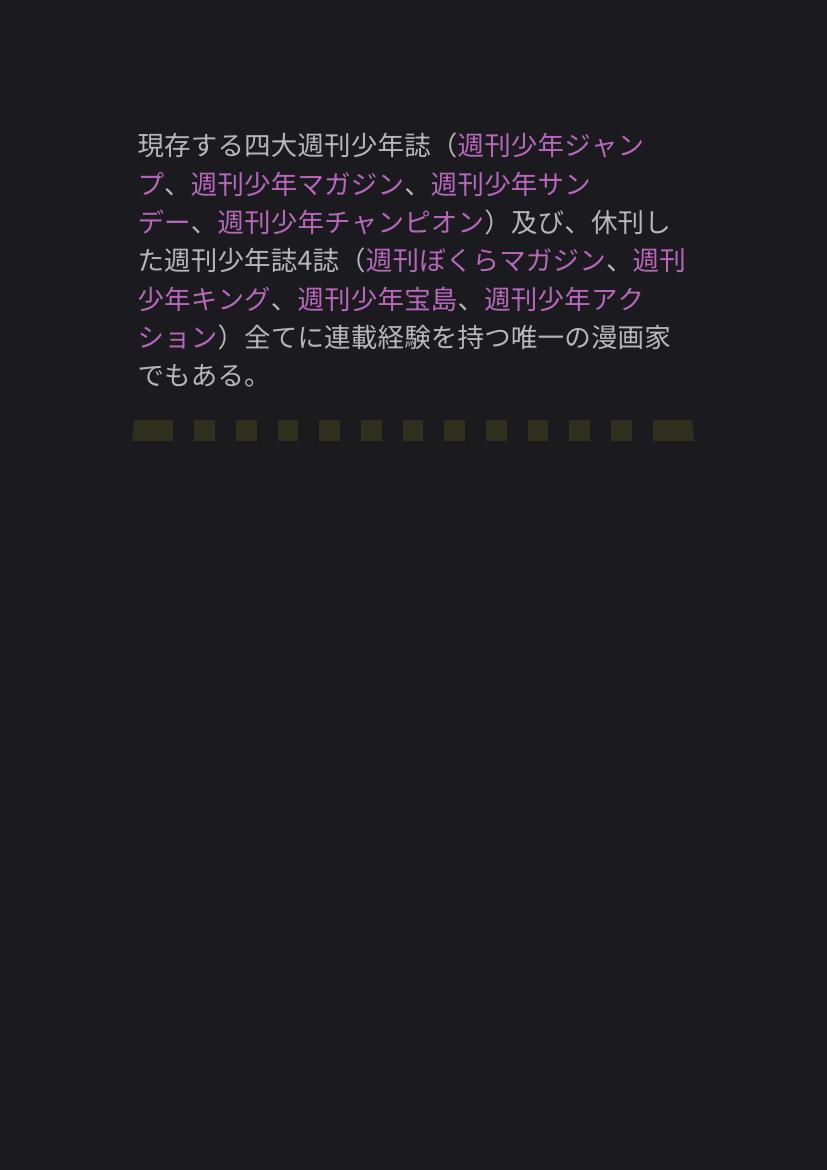 現存する四大週刊少年誌（週刊少年ジャン
プ、週刊少年マガジン、週刊少年サン
デー、週刊少年チャンピオン）及び、休刊し
た週刊少年誌4誌（週刊ぼくらマガジン、週刊
少年キング、週刊少年宝島、週刊少年アク
ション）全てに連載経験を持つ唯一の漫画家
でもある。